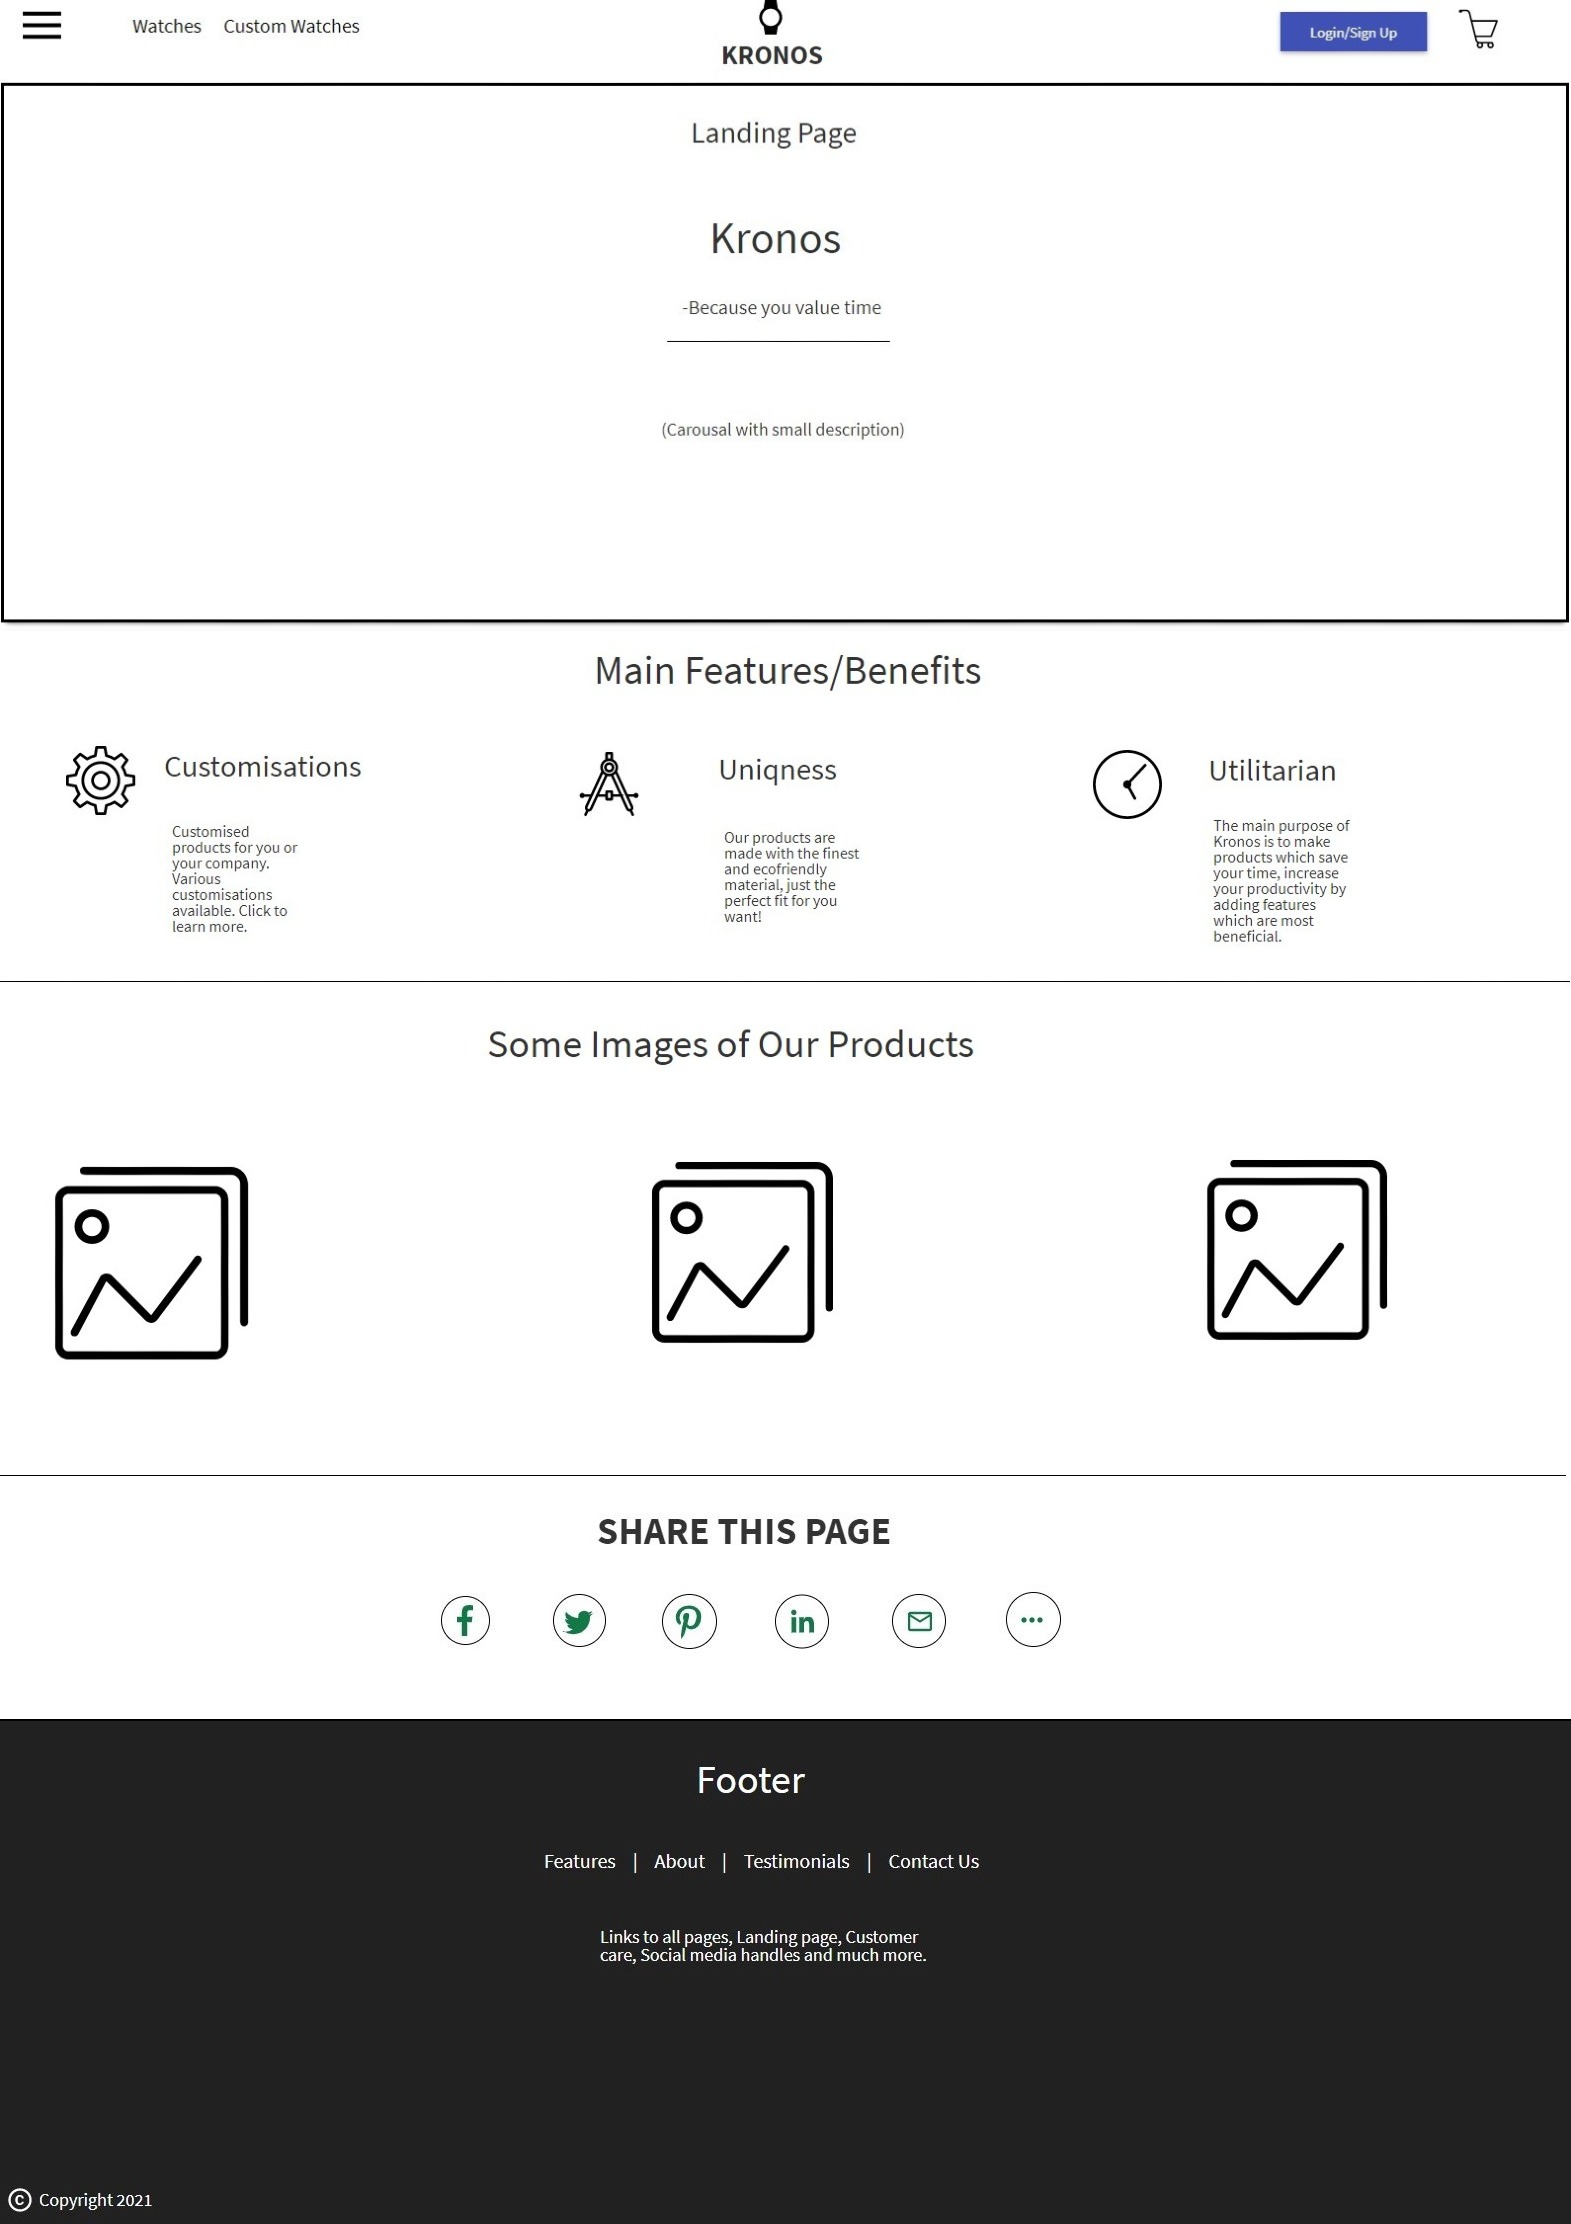 Watches Custom Watches
KRONOS
Login/Sign Up
Landing Page
Kronos
-Because you value time
(Carousal with small description)
Main Features/Benefits
Customisations
Customised
products for you or
your company.
Various
customisations
available. Click to
learn more.
Uniqness
Our products are
made with the finest
and ecofriendly
material, just the
perfect fit for you
want!
Utilitarian
The main purpose of
Kronos is to make
products which save
your time, increase
your productivity by
adding features
which are most
beneficial.
Some Images of Our Products
SHARE THIS PAGE
Footer
Features | About | Testimonials | Contact Us
Links to all pages, Landing page, Customer
care, Social media handles and much more.
© Copyright 2021